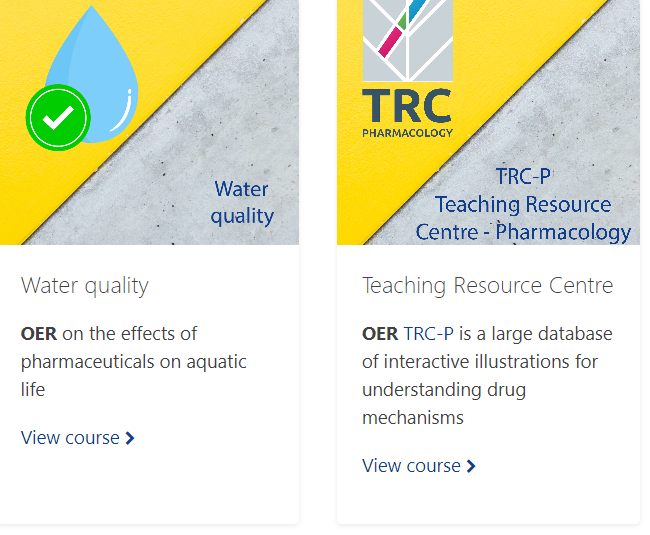 Water
quality
Water quality
OER on the effects of
pharmaceuticals on aquatic
life
View course
TRC
PHARMACOLOGY
TRC-P
Teaching Resource
Centre - Pharmacology
Teaching Resource Centre
OER TRC-P is a large database
of interactive illustrations for
understanding drug
mechanisms
View course